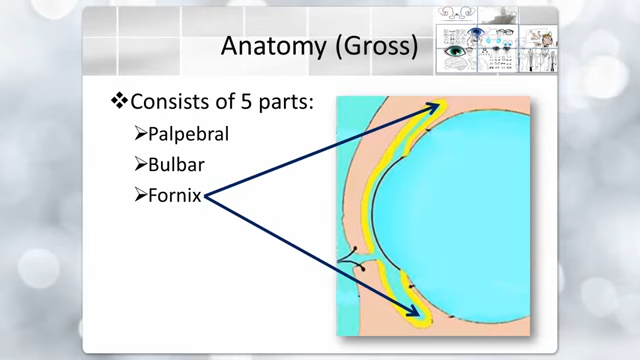 Anatomy (Gross)
❖Consists of 5 parts:
➢Palpebral
➢Bulbar
➢Fornix